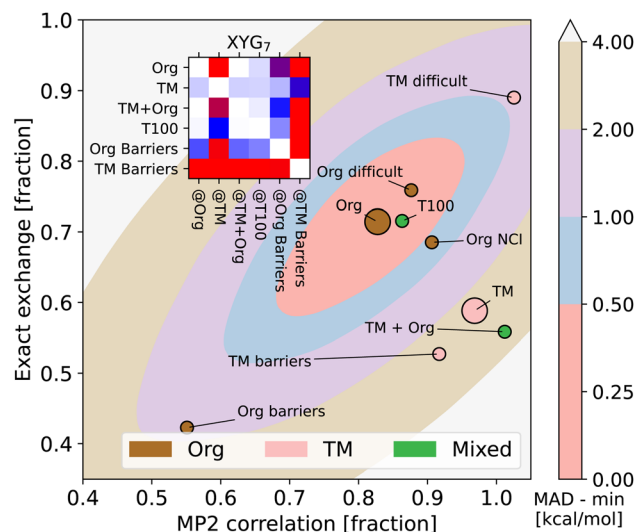 XYG7
Org
TM
TM+Org
T100
Org Barriers
TM Barriers
@Org
@TM
@TM+Org
@T100
@Org Barriers
@TM Barriers
TM difficult
Org difficult
Org
T100
Org NCI
TM
TM + Org
TM barriers
Org barriers
Org TM Mixed
1.0
0.9
0.8
0.7
0.6
0.5
0.4
Exact exchange [fraction]
0.4 0.5 0.6 0.7 0.8 0.9 1.0
MP2 correlation [fraction]
4.00
2.00
1.00
0.50
0.25
0.00
MAD - min
[kcal/mol]